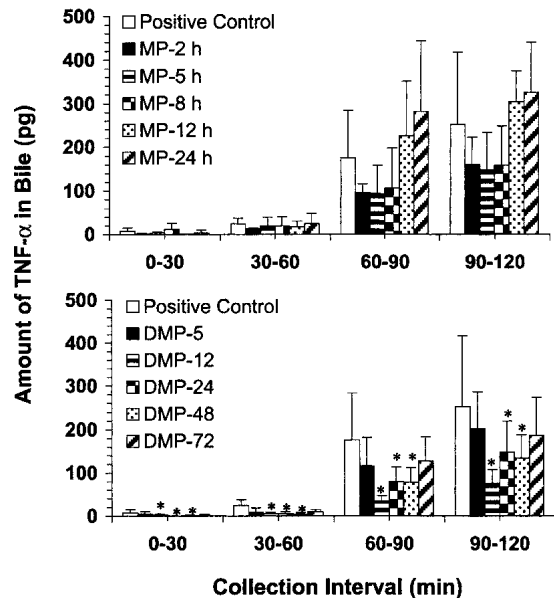 Amount of TNF-α in Bile (pg)
500
400
300
200
100
0
Positive Control
MP-2 h
MP-5 h
MP-8 h
MP-12 h
MP-24 h
0-30 30-60 60-90 90-120
500
400
300
200
100
0
Positive Control
DMP-5
DMP-12
DMP-24
DMP-48
DMP-72
* * *
* * *
* * *
* * *
0-30 30-60 60-90 90-120
Collection Interval (min)